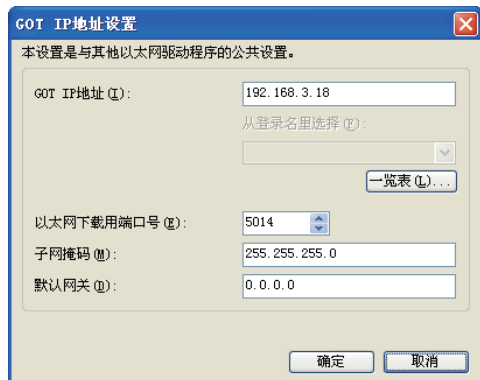 GOT IP地址设置
本设置是与其他以太网驱动程序的公共设置。
GOT IP地址(I):
192.168.3.18
从登录名里选择(F):
一览表(L)...
以太网下载用端口号(E):
5014
子网掩码(M):
255.255.255.0
默认网关(D):
0.0.0.0
确定
取消